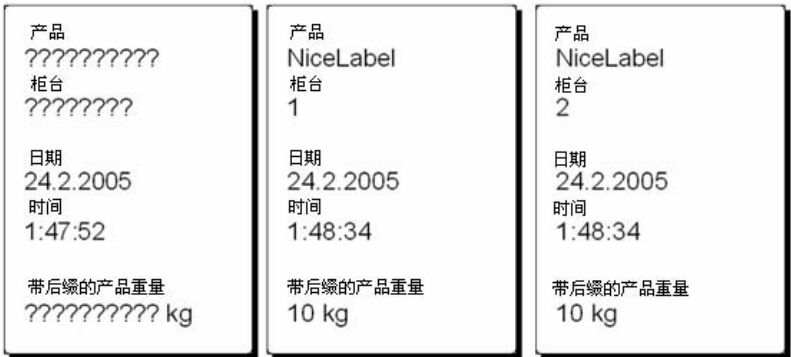 产品
??????????
柜台
????????
日期
24.2.2005
时间
1:47:52
带后缀的产品重量
?????????? kg
产品
NiceLabel
柜台
1
日期
24.2.2005
时间
1:48:34
带后缀的产品重量
10 kg
产品
NiceLabel
柜台
2
日期
24.2.2005
时间
1:48:34
带后缀的产品重量
10 kg